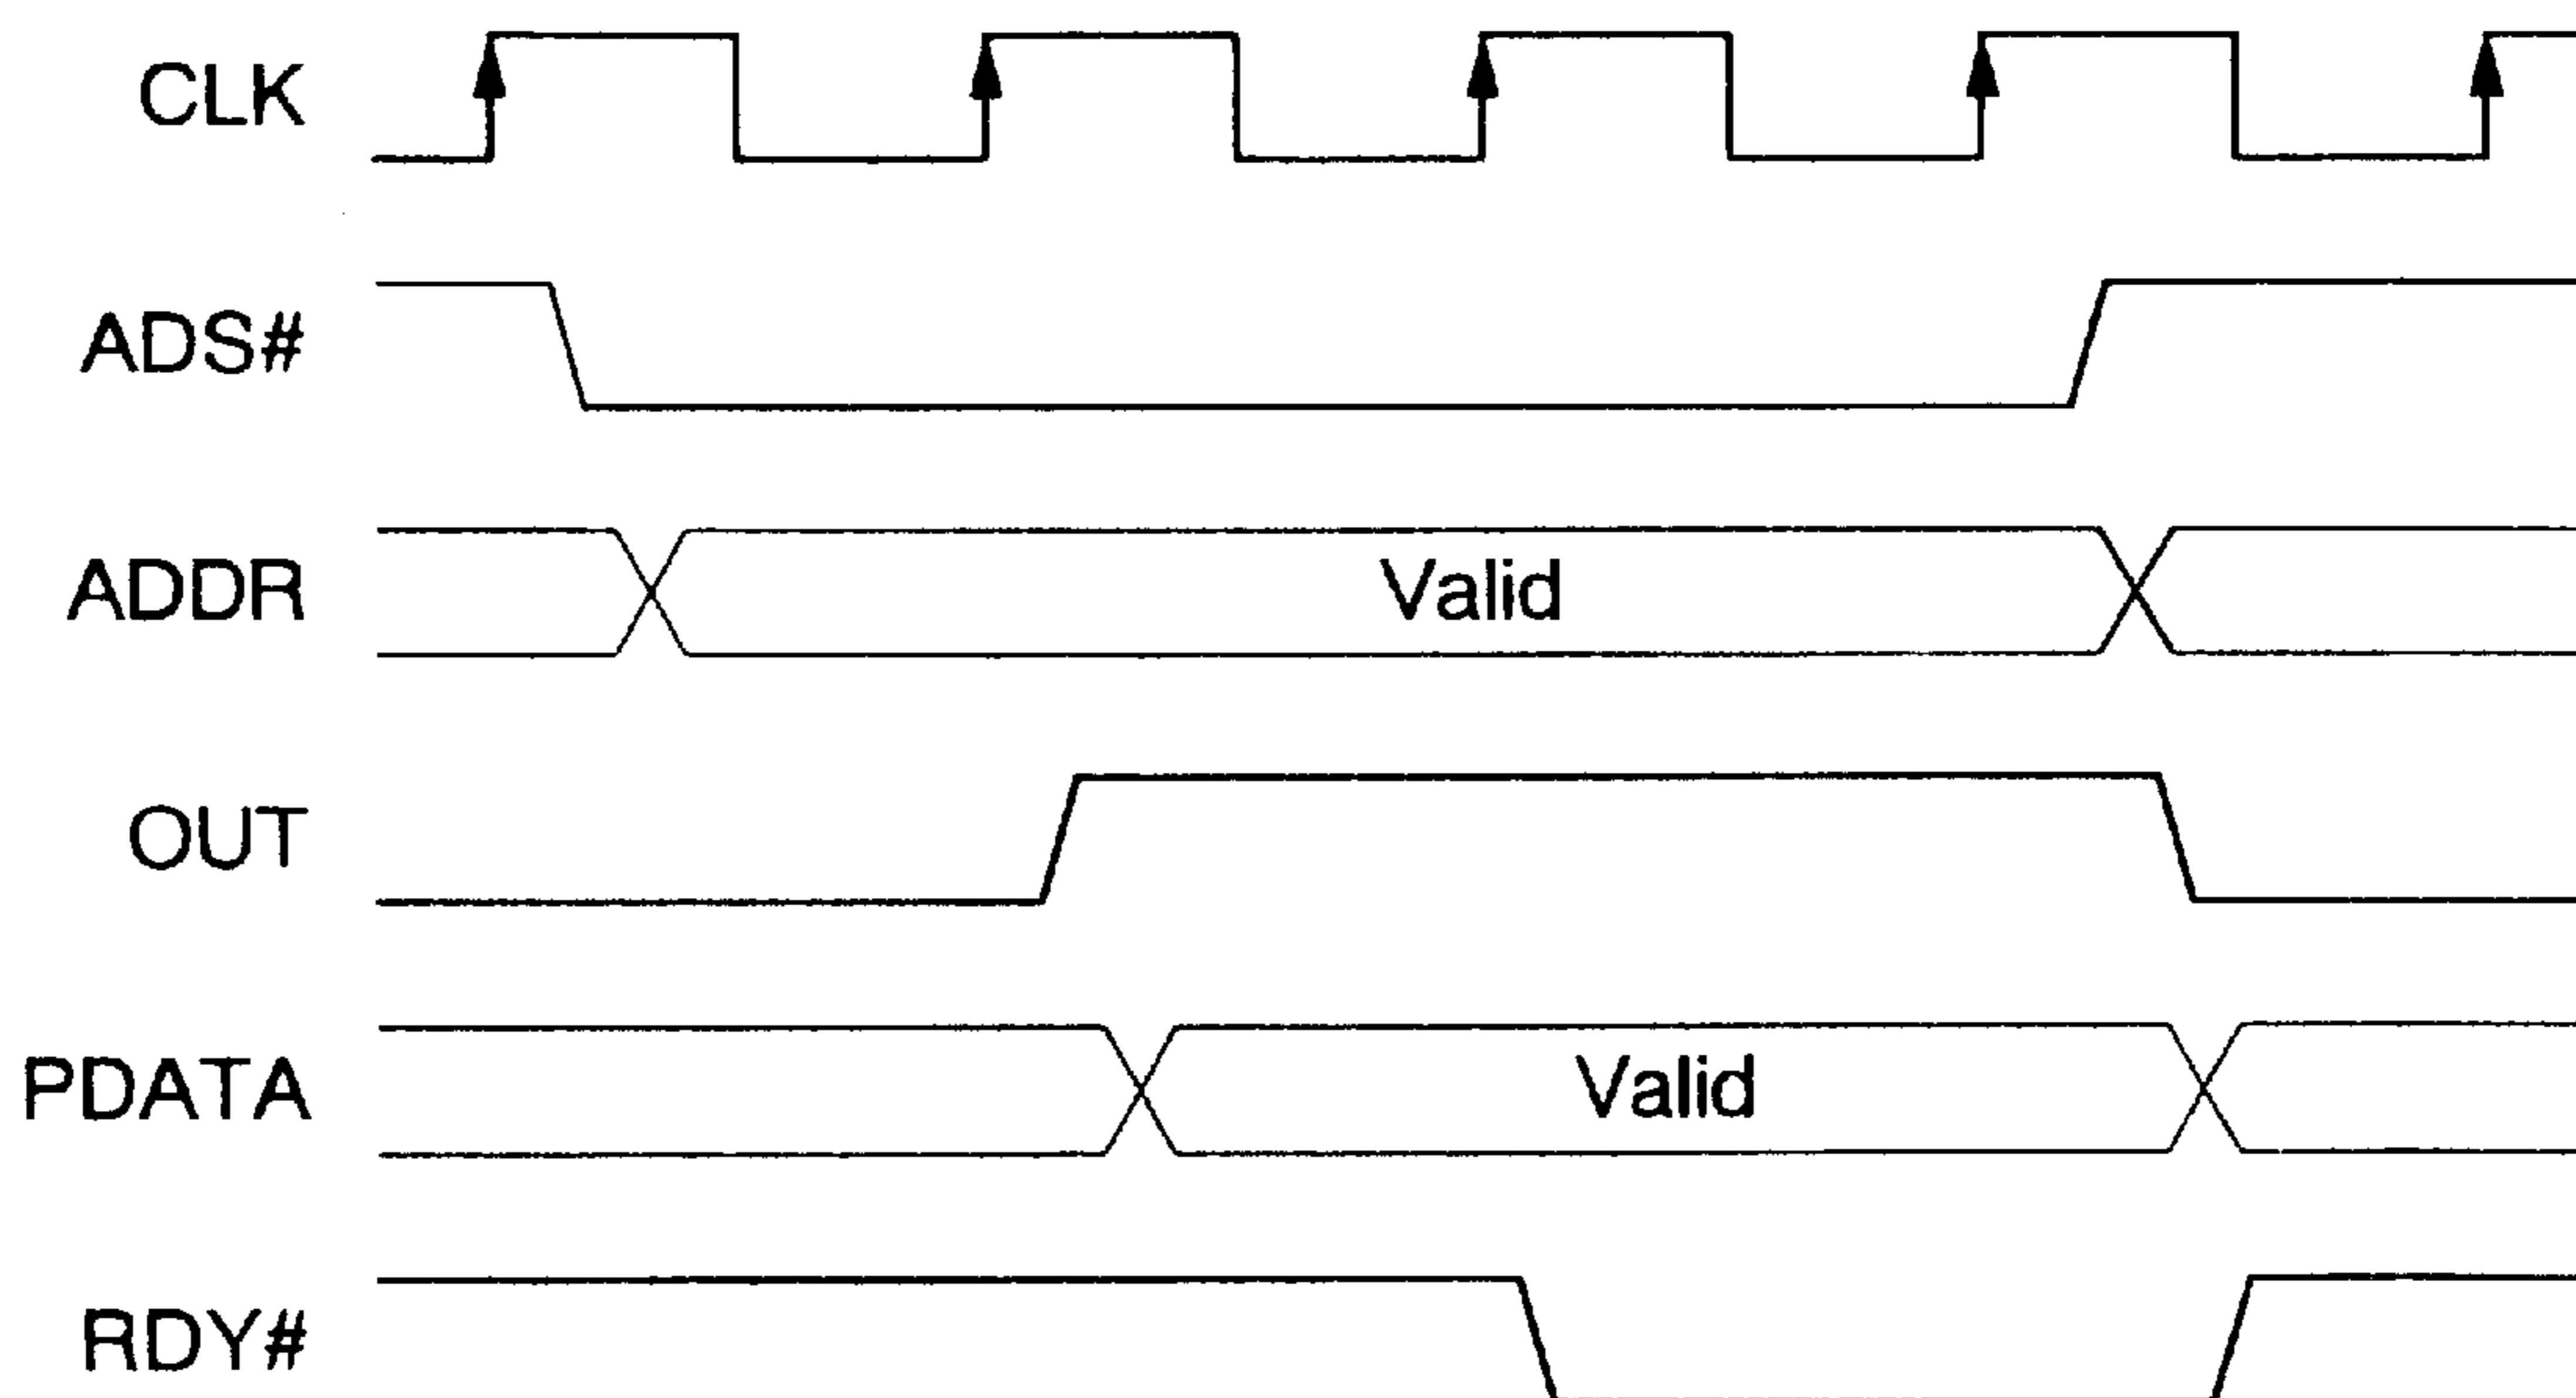 CLK
ADS#
ADDR
Valid
OUT
PDATA
Valid
RDY#